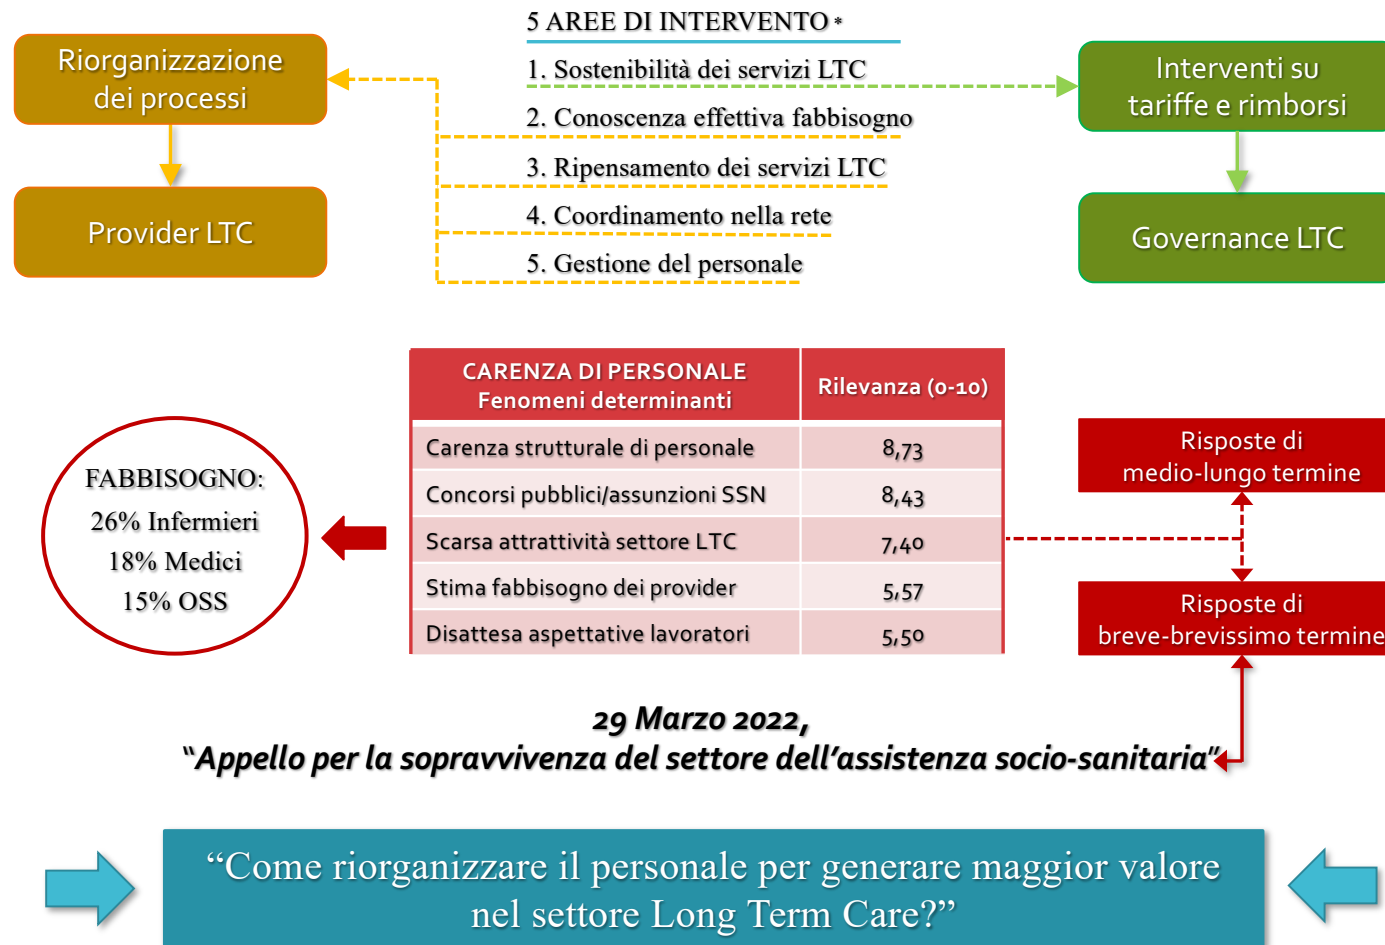 5 AREE DI INTERVENTO *
Riorganizzazione
dei processi
Provider LTC
1. Sostenibilità dei servizi LTC
2. Conoscenza effettiva fabbisogno
3. Ripensamento dei servizi LTC
4. Coordinamento nella rete
5. Gestione del personale
Interventi su
tariffe e rimborsi
Governance LTC
FABBISOGNO:
26% Infermieri
18% Medici
15% OSS
CARENZA DI PERSONALE
Fenomeni determinanti
Rilevanza (0-10)
Carenza strutturale di personale 8,73
Concorsi pubblici/assunzioni SSN 8,43
Scarsa attrattività settore LTC 7,40
Stima fabbisogno dei provider 5,57
Disattesa aspettative lavoratori 5,50
Risposte di
medio-lungo termine
Risposte di
breve-brevissimo termine
29 Marzo 2022,
“Appello per la sopravvivenza del settore dell’assistenza socio-sanitaria”
“Come riorganizzare il personale per generare maggior valore
nel settore Long Term Care?”